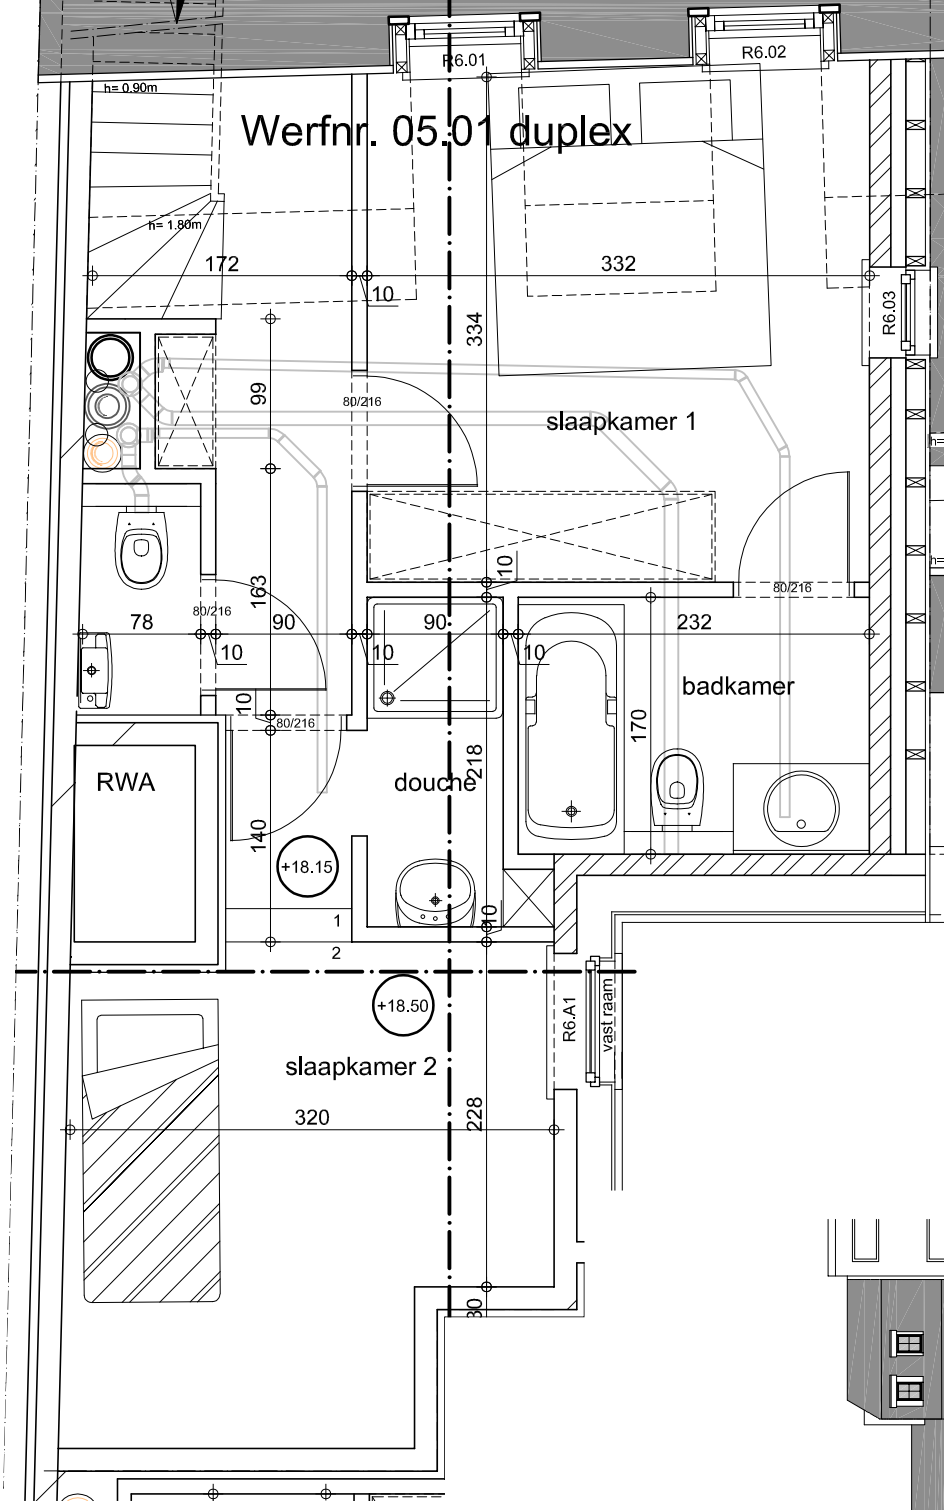 R6.01
R6.02
h= 0.90m
Werfnr. 05.01 duplex
h= 1.80m
172
332
10
R6.03
334
99
80/216
slaapkamer 1
h=
h=
10
163
80/216
80/216
78
90
90
232
10
10
10
badkamer
10
80/216
170
218
RWA
douche
140
+18.15
1
10
2
+18.50
R6.A1
vast raam
slaapkamer 2
320
228
30